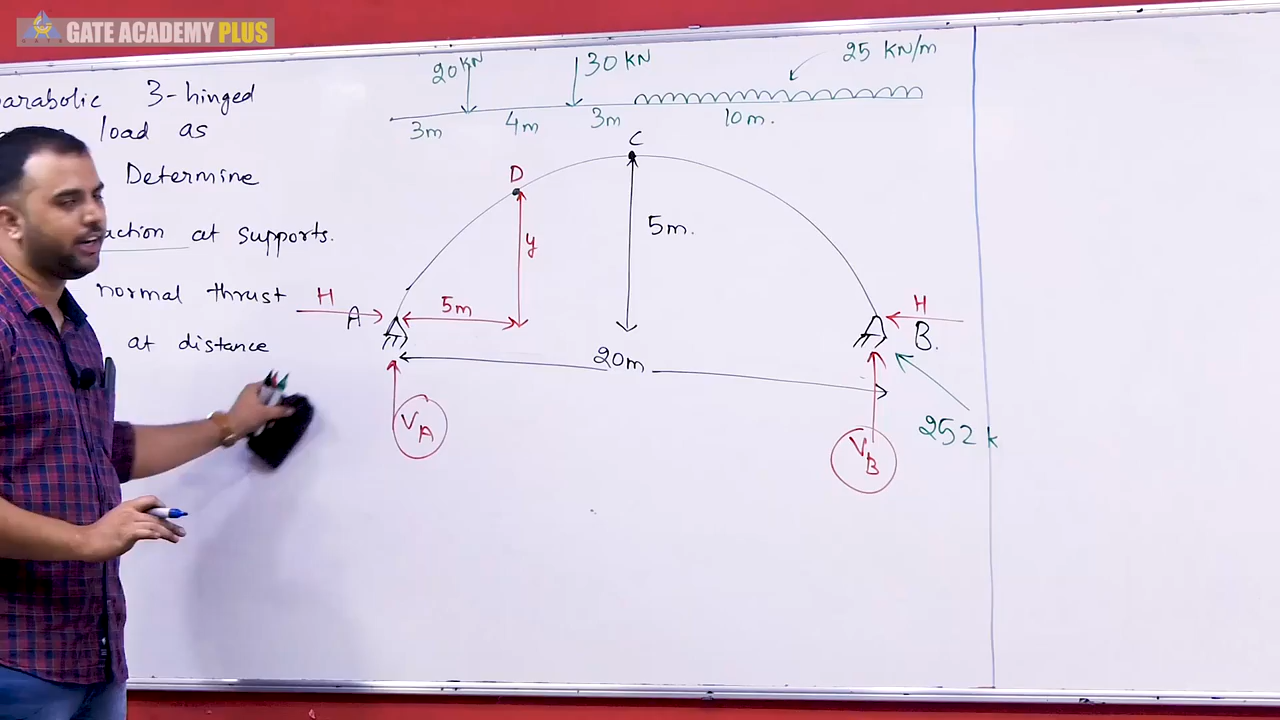 GATE ACADEMY PLUS
parabolic 3-hinged
load as
Determine
action at supports.
normal thrust
at distance
20 kN
30 kN
25 kN/m
3m
4m
3m
10m.
C
D
y
5m.
5m
H
A
H
B.
20m
VA
VB
252 k